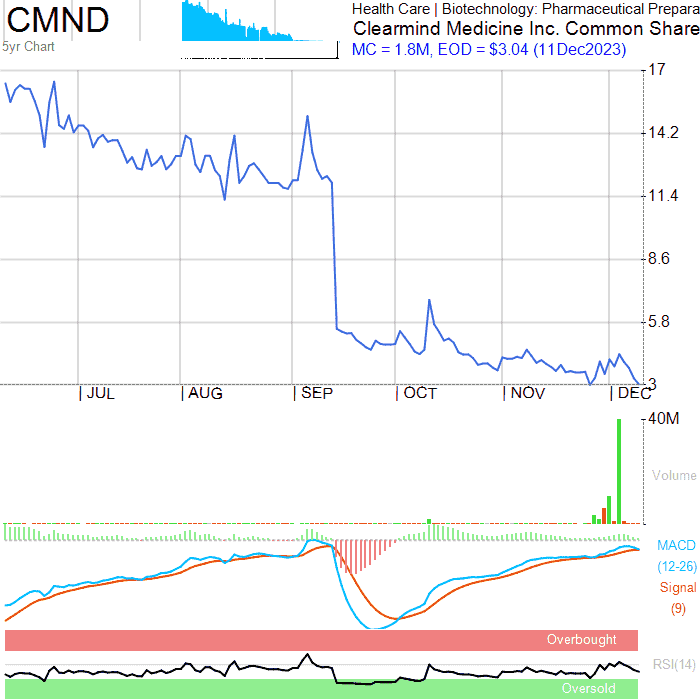 CMND
5yr Chart
Health Care | Biotechnology: Pharmaceutical Prepara
Clearmind Medicine Inc. Common Share
MC = 1.8M, EOD = $3.04 (11Dec2023)
17
14.2
11.4
8.6
5.8
3
JUL AUG SEP OCT NOV DEC
40M
Volume
MACD
(12-26)
Signal
(9)
Overbought
RSI(14)
Oversold